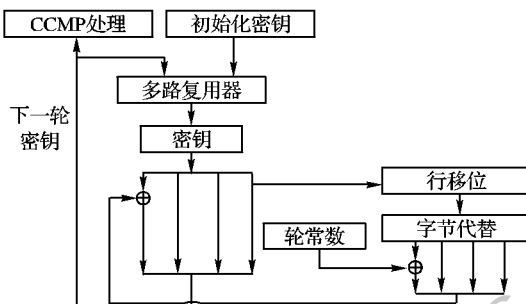 CCMP处理
初始化密钥
多路复用器
下一轮
密钥
密钥
行移位
字节代替
轮常数